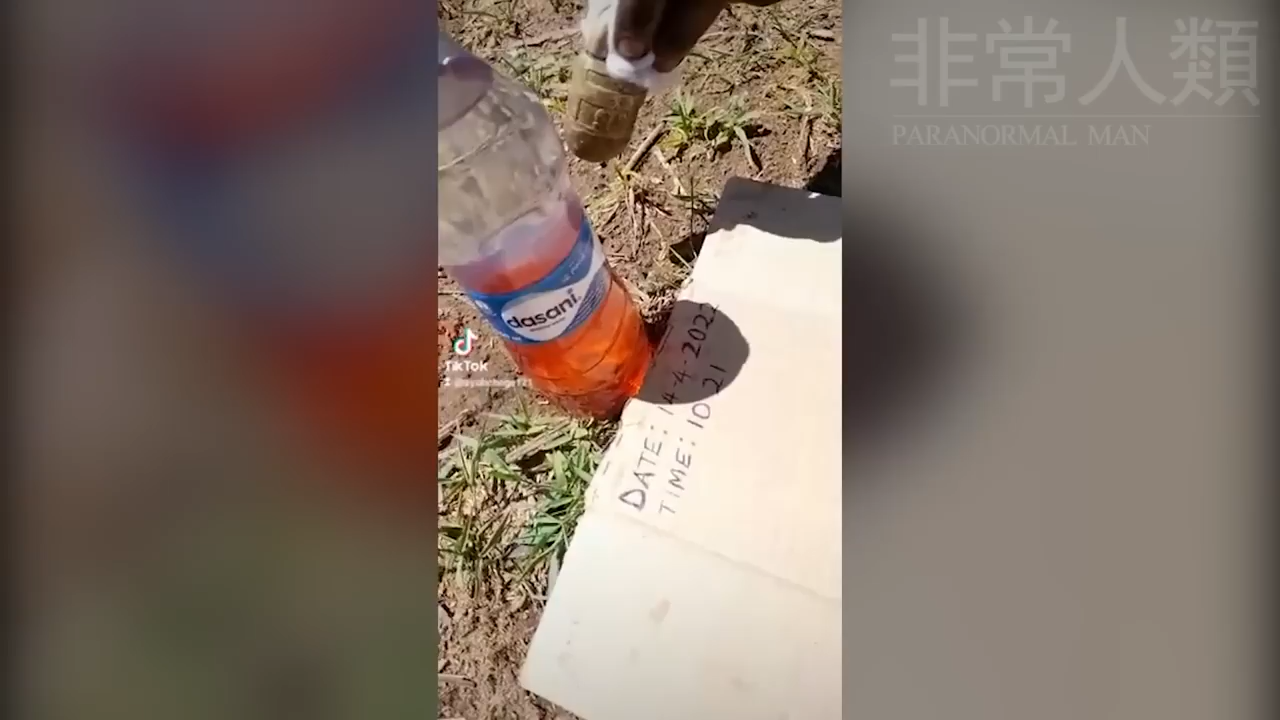 非常人類
PARANORMAL MAN
dasani
TikTok
DATE: 14-4-2022
TIME: 10 21